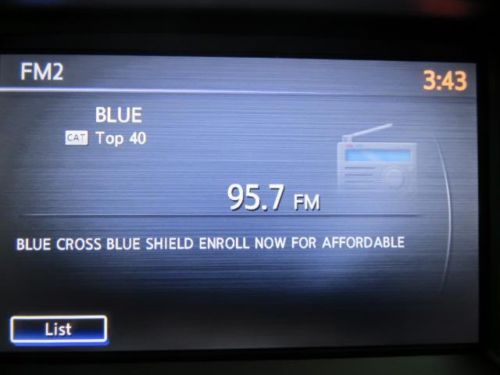 FM2
3:43
BLUE
CAT Top 40
95.7 FM
BLUE CROSS BLUE SHIELD ENROLL NOW FOR AFFORDABLE
List